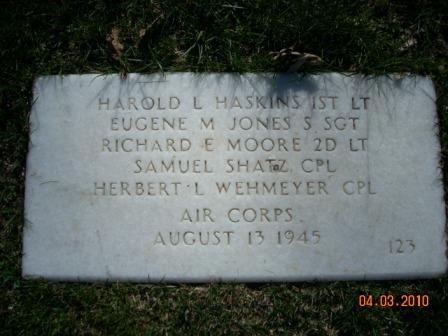 HAROLD L HASKINS 1ST LT
EUGENE M JONES S SGT
RICHARD E MOORE 2D LT
SAMUEL SHATZ CPL
HERBERT L WEHMEYER CPL
AIR CORPS
AUGUST 13 1945
123
04.03.2010